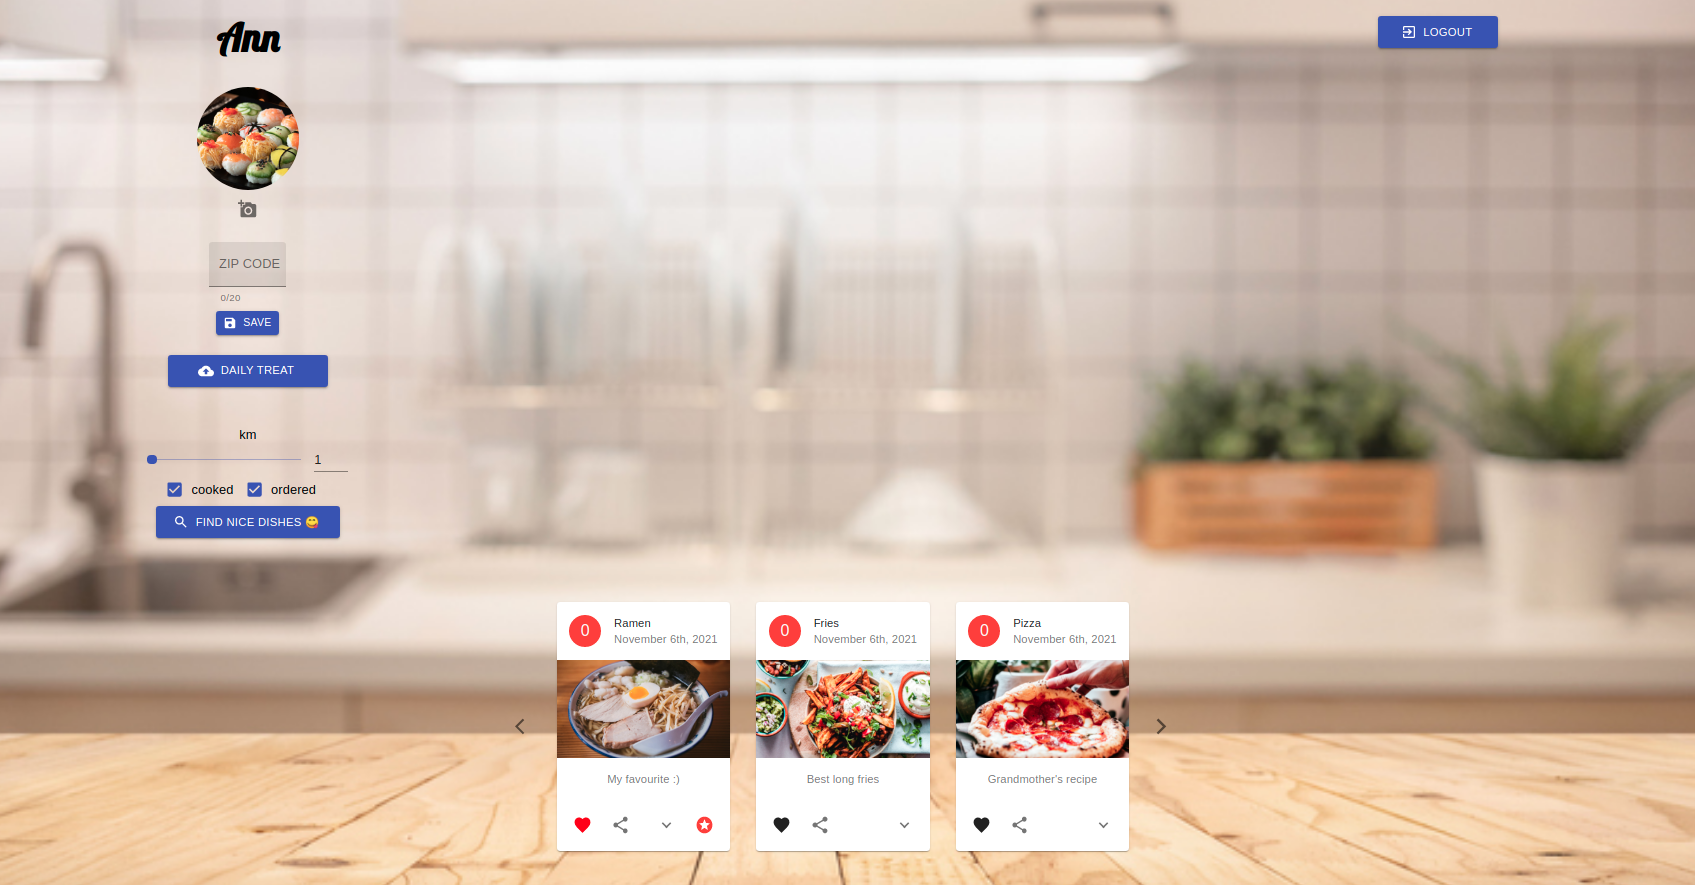 Ann
LOGOUT
ZIP CODE
0/20
SAVE
DAILY TREAT
km
1
cooked
ordered
FIND NICE DISHES 😋
0
Ramen
November 6th, 2021
My favourite :)
0
Fries
November 6th, 2021
Best long fries
0
Pizza
November 6th, 2021
Grandmother's recipe